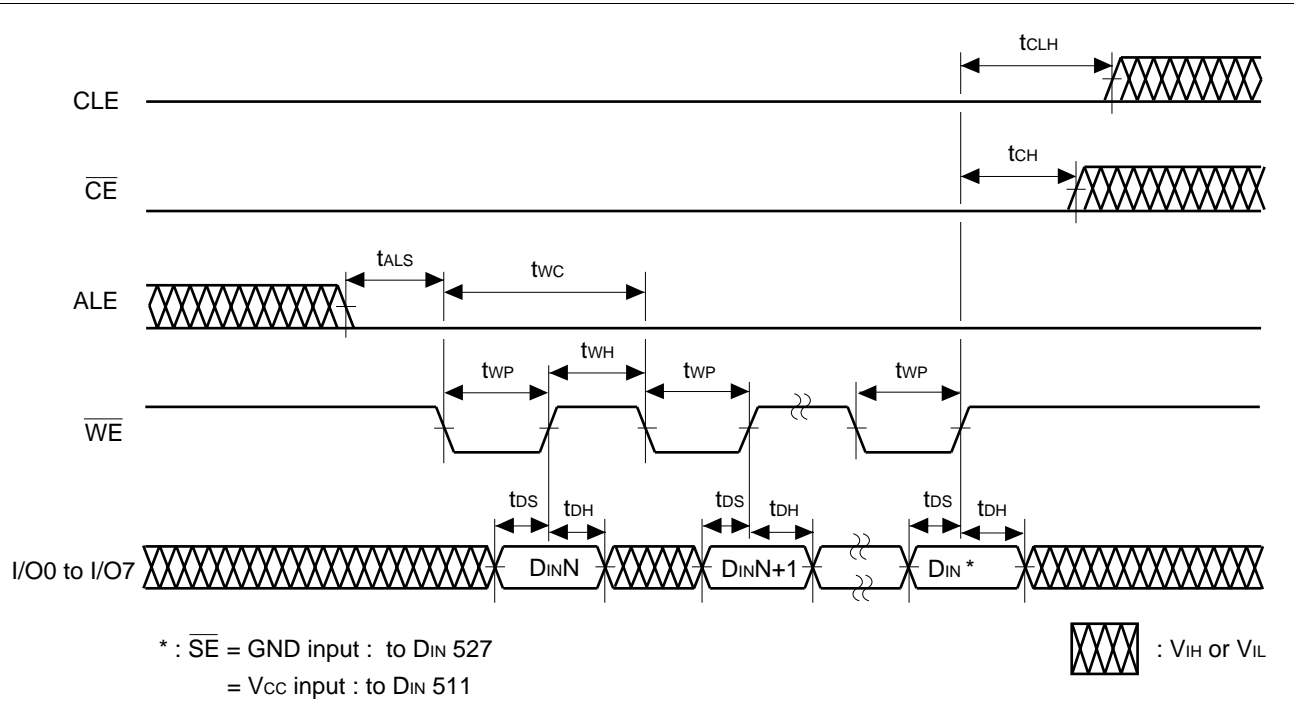 tCLH
CLE
tCH
CE
tALS
tWC
ALE
tWH
tWP
tWP
tWP
WE
tDS
tDH
tDS
tDH
tDS
tDH
I/O0 to I/O7
DINN
DINN+1
DIN *
* : SE = GND input : to DIN 527
: VIH or VIL
= VCC input : to DIN 511